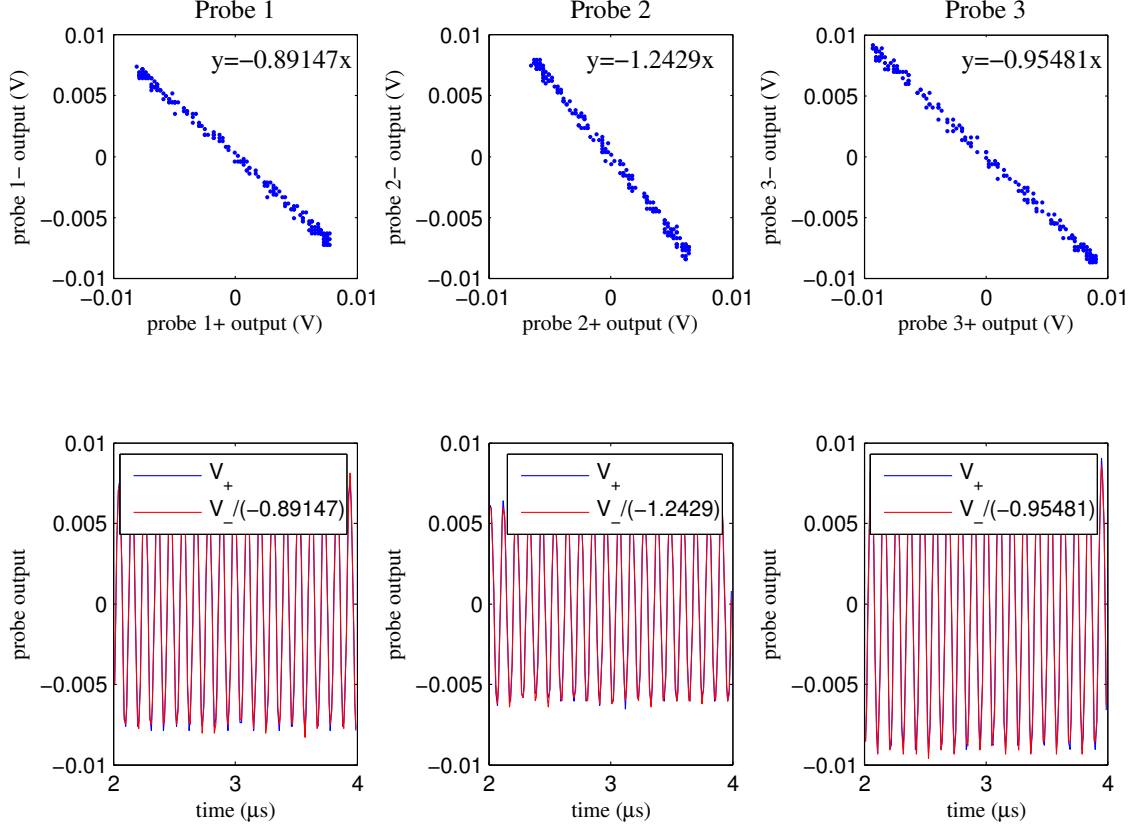 Probe 1
0.01
0.005
0
−0.005
−0.01
−0.01
0
0.01
probe 1− output (V)
probe 1+ output (V)
y=−0.89147x
Probe 2
0.01
0.005
0
−0.005
−0.01
−0.01
0
0.01
probe 2− output (V)
probe 2+ output (V)
y=−1.2429x
Probe 3
0.01
0.005
0
−0.005
−0.01
−0.01
0
0.01
probe 3− output (V)
probe 3+ output (V)
y=−0.95481x
0.01
0.005
0
−0.005
−0.01
2
3
4
probe output
time (μs)
V_+
V_−/(−0.89147)
0.01
0.005
0
−0.005
−0.01
2
3
4
probe output
time (μs)
V_+
V_−/(−1.2429)
0.01
0.005
0
−0.005
−0.01
2
3
4
probe output
time (μs)
V_+
V_−/(−0.95481)